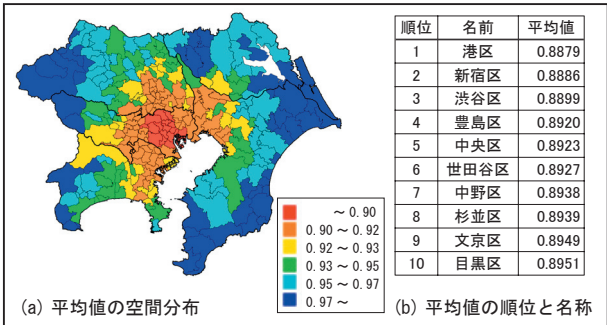 順位 名前 平均値
1 港区 0.8879
2 新宿区 0.8886
3 渋谷区 0.8899
4 豊島区 0.8920
5 中央区 0.8923
6 世田谷区 0.8927
7 中野区 0.8938
8 杉並区 0.8939
9 文京区 0.8949
10 目黒区 0.8951
～ 0.90
0.90 ～ 0.92
0.92 ～ 0.93
0.93 ～ 0.95
0.95 ～ 0.97
0.97 ～
(a) 平均値の空間分布
(b) 平均値の順位と名称